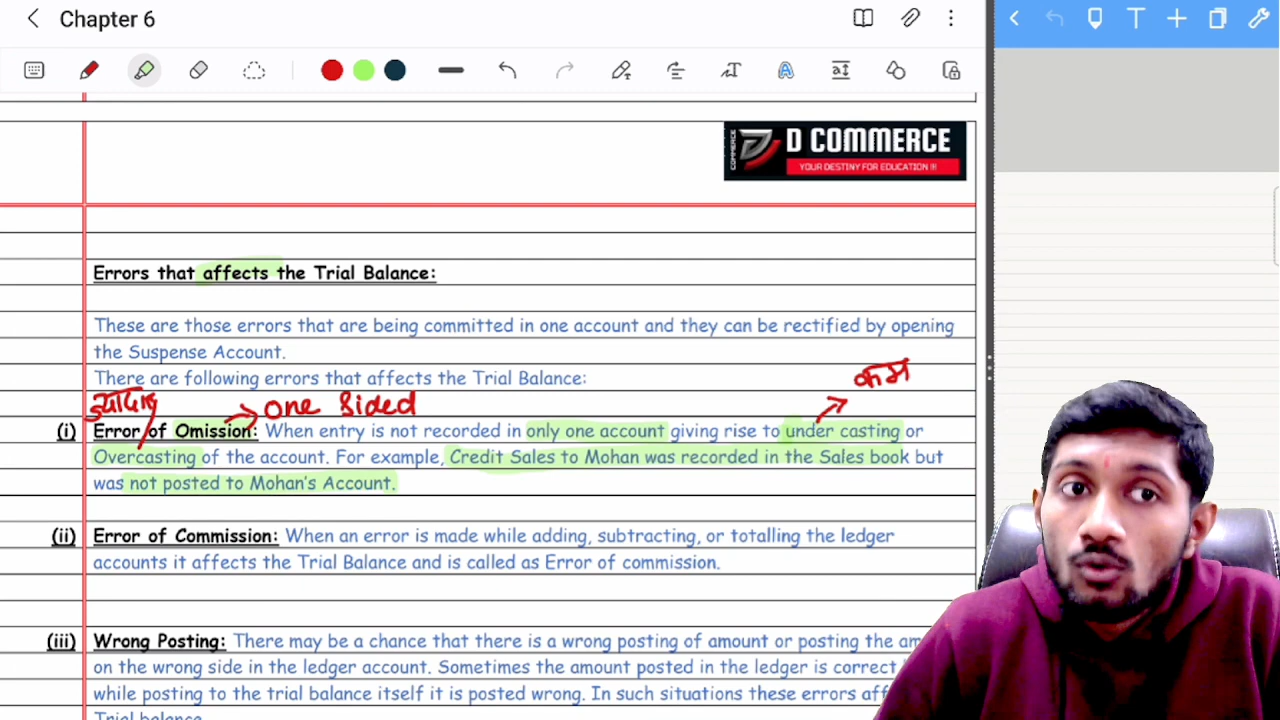 Chapter 6
COMMERCE
D COMMERCE
YOUR DESTINY FOR EDUCATION !!!
Errors that affects the Trial Balance:
These are those errors that are being committed in one account and they can be rectified by opening
the Suspense Account.
There are following errors that affects the Trial Balance:
कम
ज्यादा
One Sided
(i) Error of Omission: When entry is not recorded in only one account giving rise to under casting or
Overcasting of the account. For example, Credit Sales to Mohan was recorded in the Sales book but
was not posted to Mohan's Account.
(ii) Error of Commission: When an error is made while adding, subtracting, or totalling the ledger
accounts it affects the Trial Balance and is called as Error of commission.
(iii) Wrong Posting: There may be a chance that there is a wrong posting of amount or posting the
on the wrong side in the ledger account. Sometimes the amount posted in the ledger is correct
while posting to the trial balance itself it is posted wrong. In such situations these errors
Trial balance